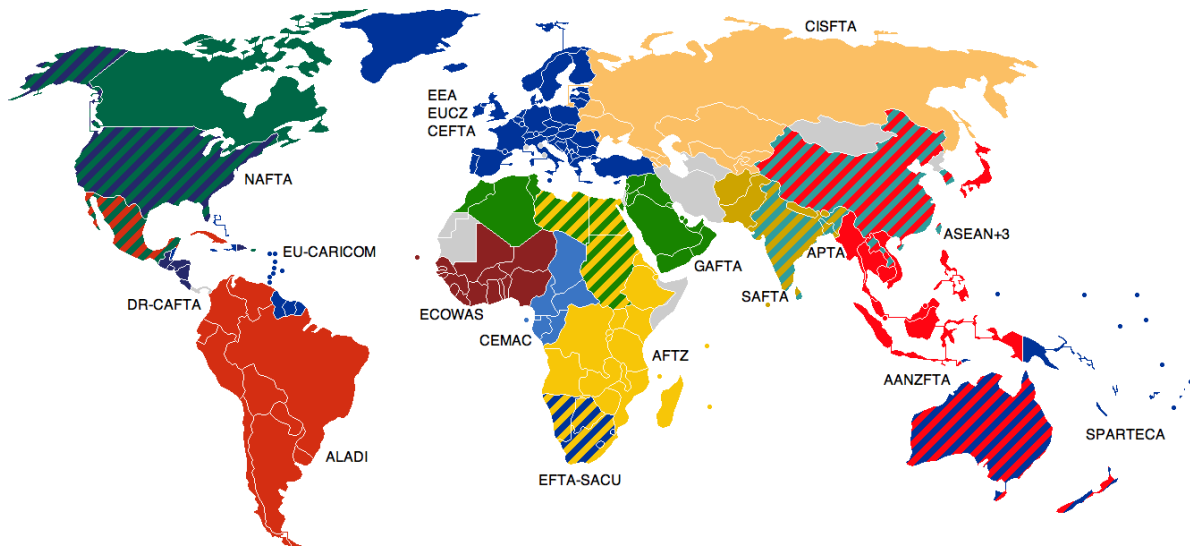 CISFTA
EEA
EUCZ
CEFTA
NAFTA
EU-CARICOM
ASEAN+3
APTA
GAFTA
SAFTA
DR-CAFTA
ECOWAS
CEMAC
AFTZ
AANZFTA
SPARTECA
ALADI
EFTA-SACU